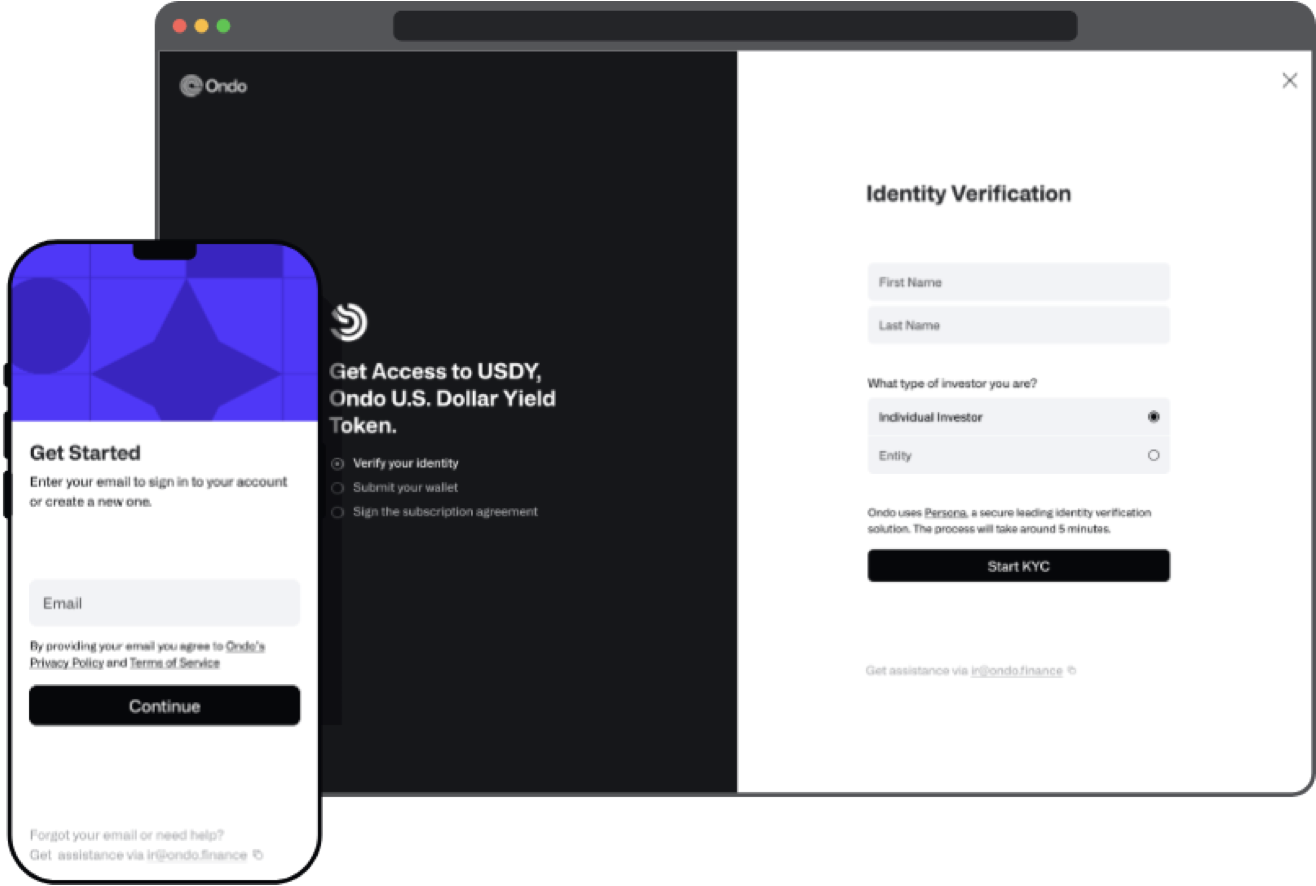 Ondo
Get Access to USDY,
Ondo U.S. Dollar Yield
Token.
Verify your identity
Submit your wallet
Sign the subscription agreement
Identity Verification
First Name
Last Name
What type of investor you are?
Individual Investor
Entity
Ondo uses Persona, a secure leading identity verification
solution. The process will take around 5 minutes.
Start KYC
Get assistance via ir@ondo.finance
Get Started
Enter your email to sign in to your account
or create a new one.
Email
By providing your email you agree to Ondo's
Privacy Policy and Terms of Service
Continue
Forgot your email or need help?
Get assistance via ir@ondo.finance